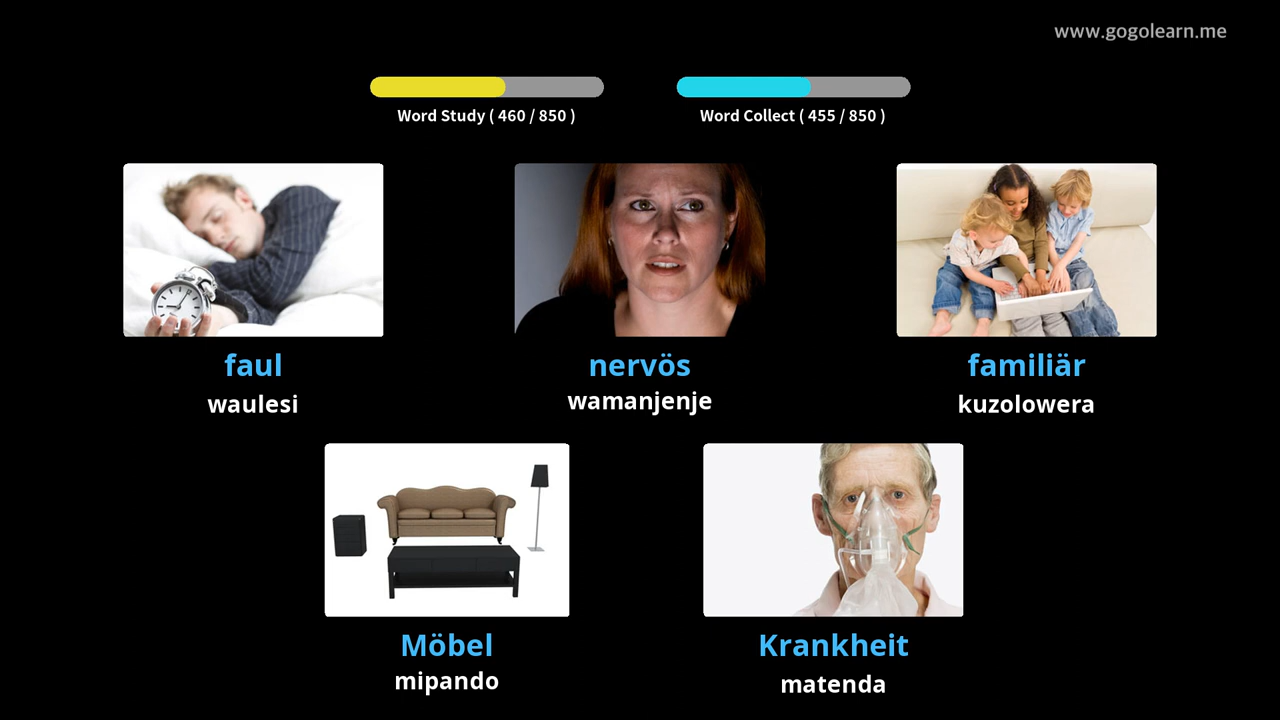 www.gogolearn.me
Word Study ( 460 / 850 )
Word Collect ( 455 / 850 )
faul
waulesi
nervös
wamanjenje
familiär
kuzolowera
Möbel
mipando
Krankheit
matenda